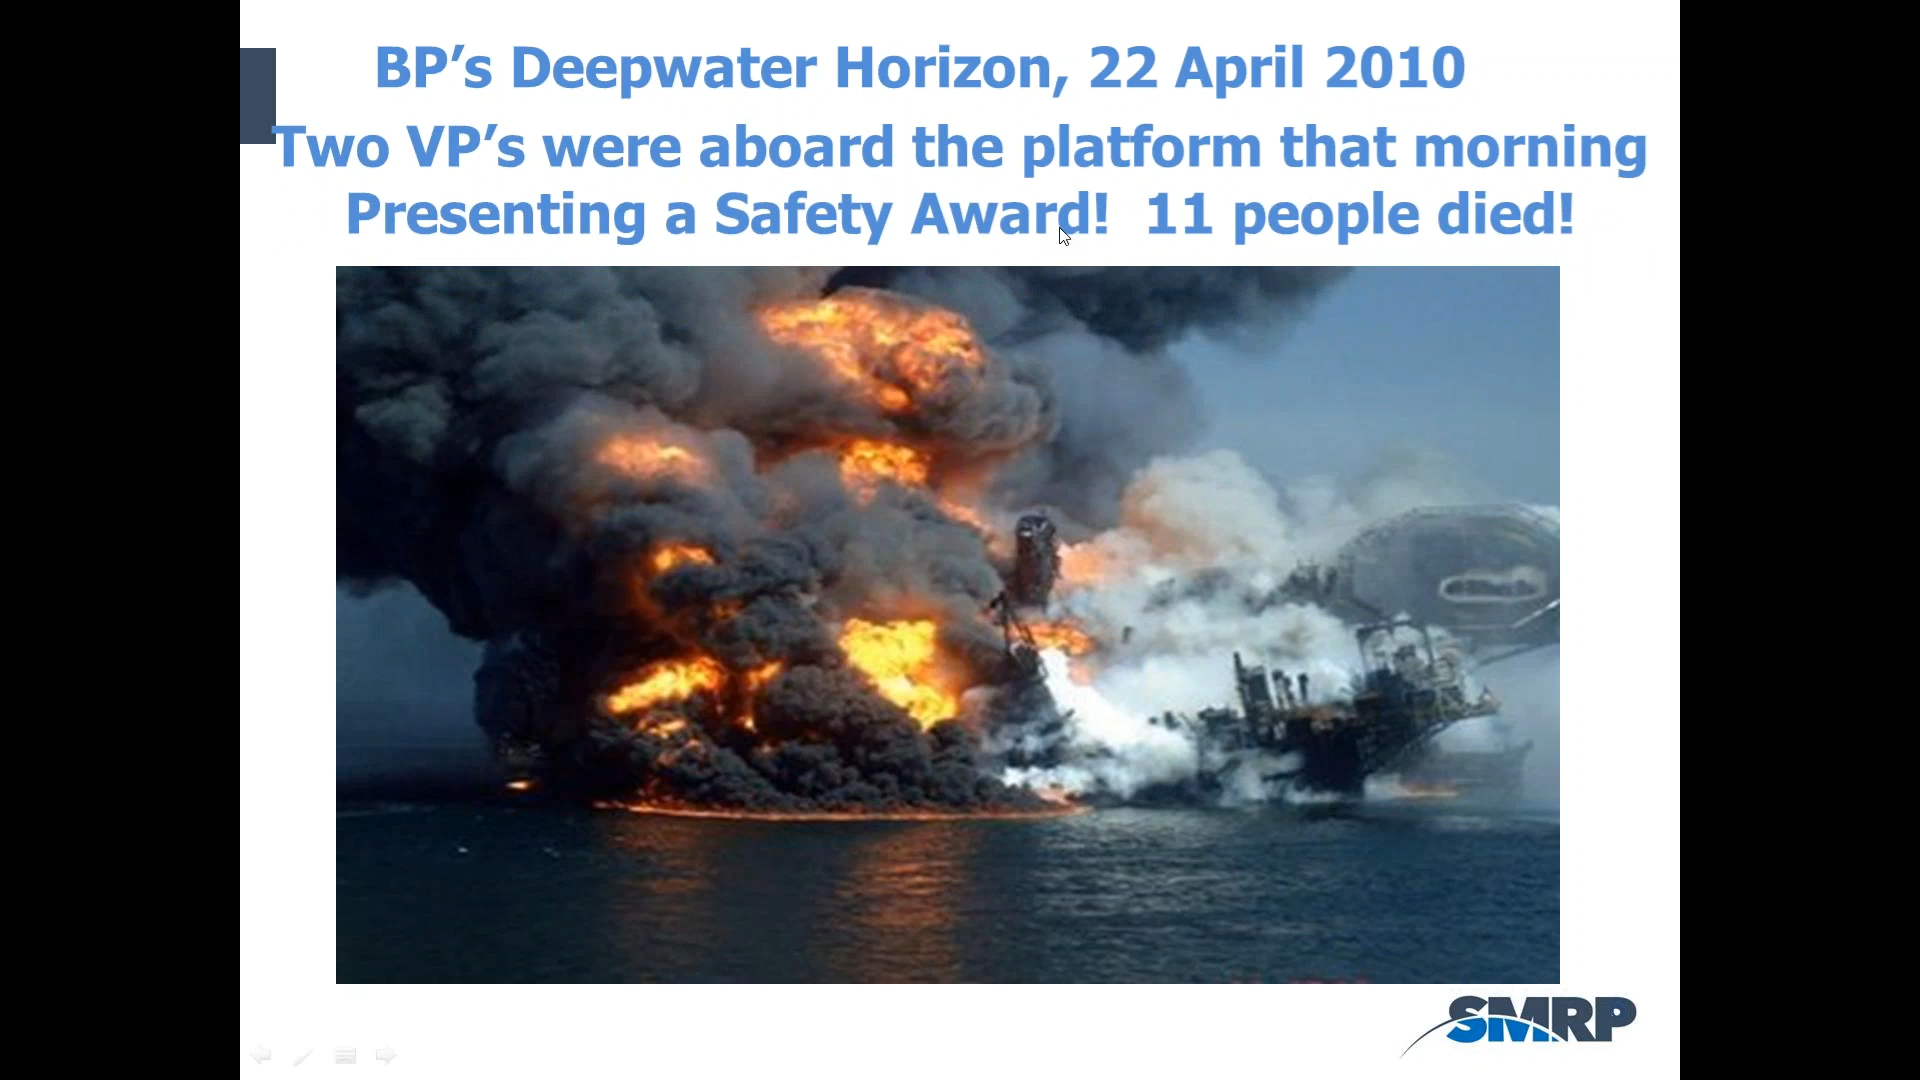 BP’s Deepwater Horizon, 22 April 2010
Two VP’s were aboard the platform that morning
Presenting a Safety Award!  11 people died!
SMRP